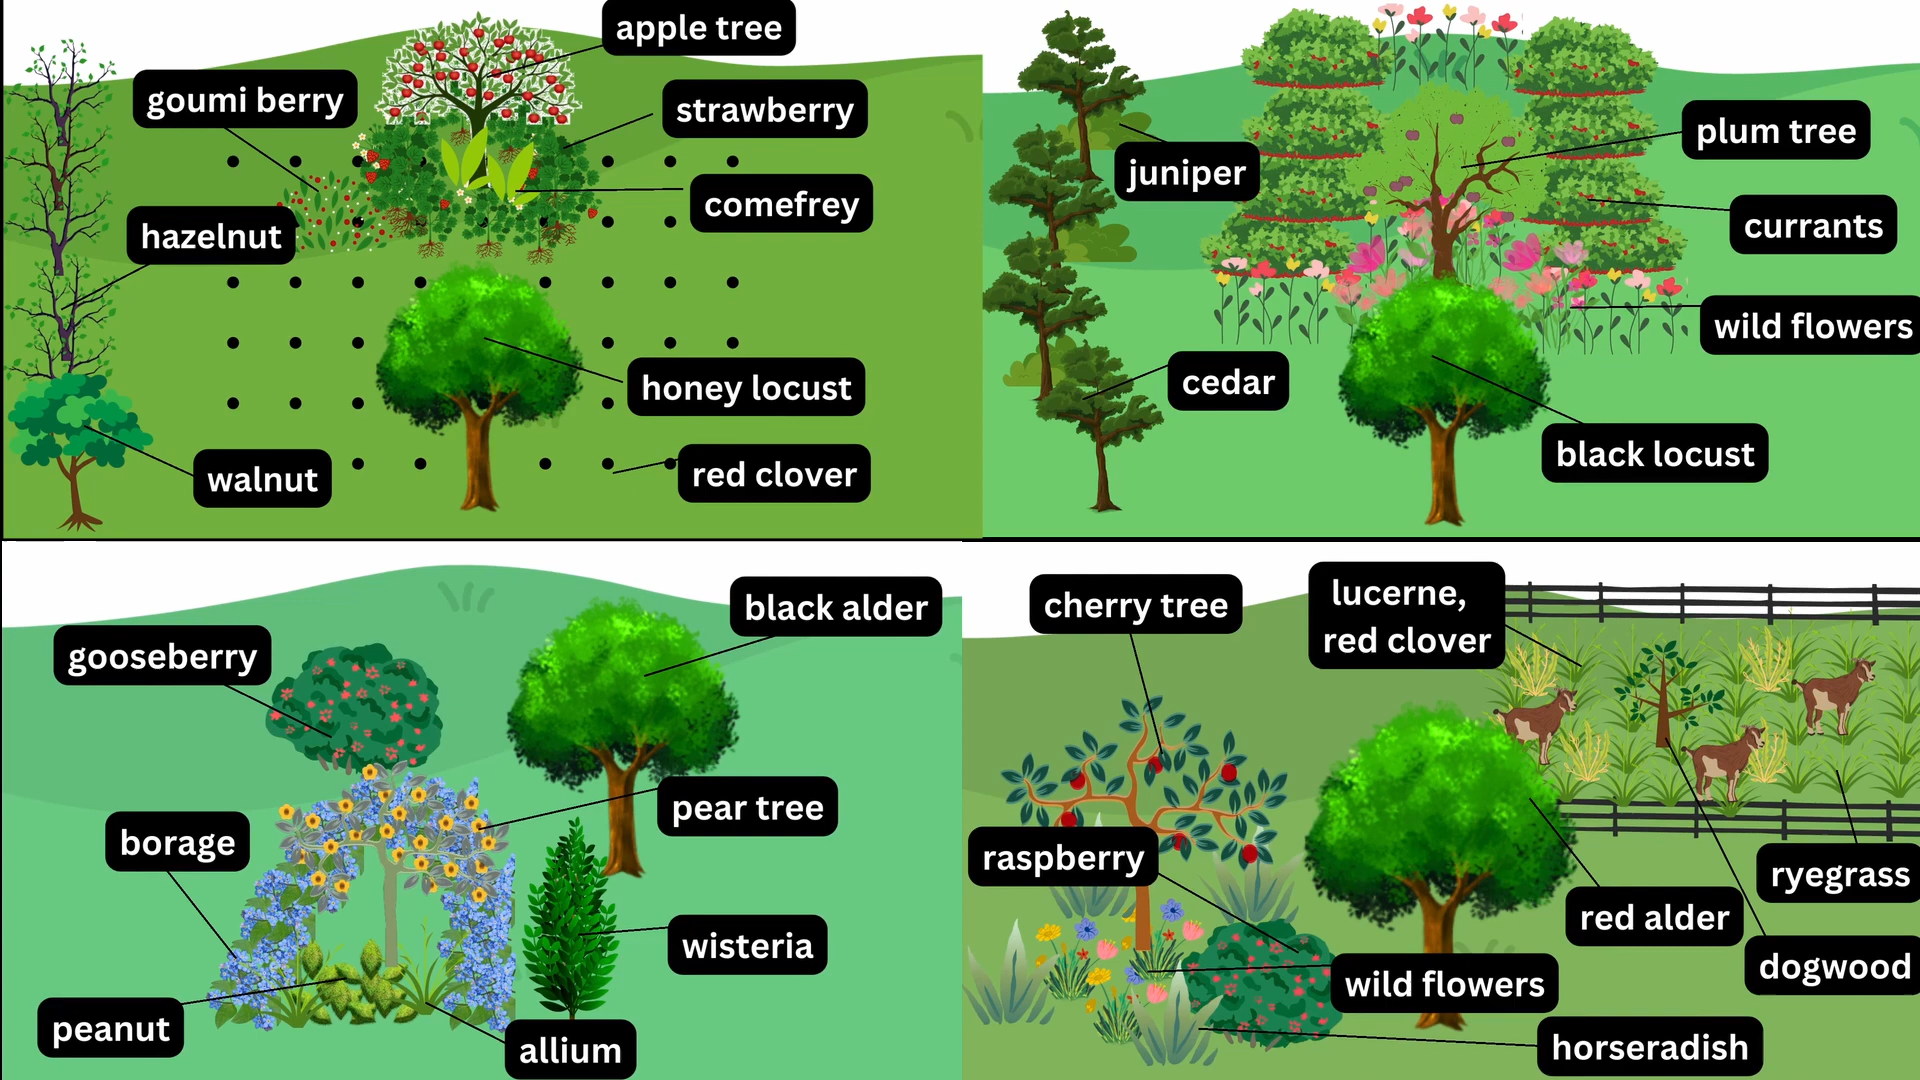 apple tree
goumi berry
strawberry
comefrey
hazelnut
honey locust
walnut
red clover
juniper
plum tree
currants
wild flowers
cedar
black locust
black alder
gooseberry
pear tree
borage
wisteria
peanut
allium
cherry tree
lucerne,
red clover
raspberry
ryegrass
red alder
dogwood
wild flowers
horseradish